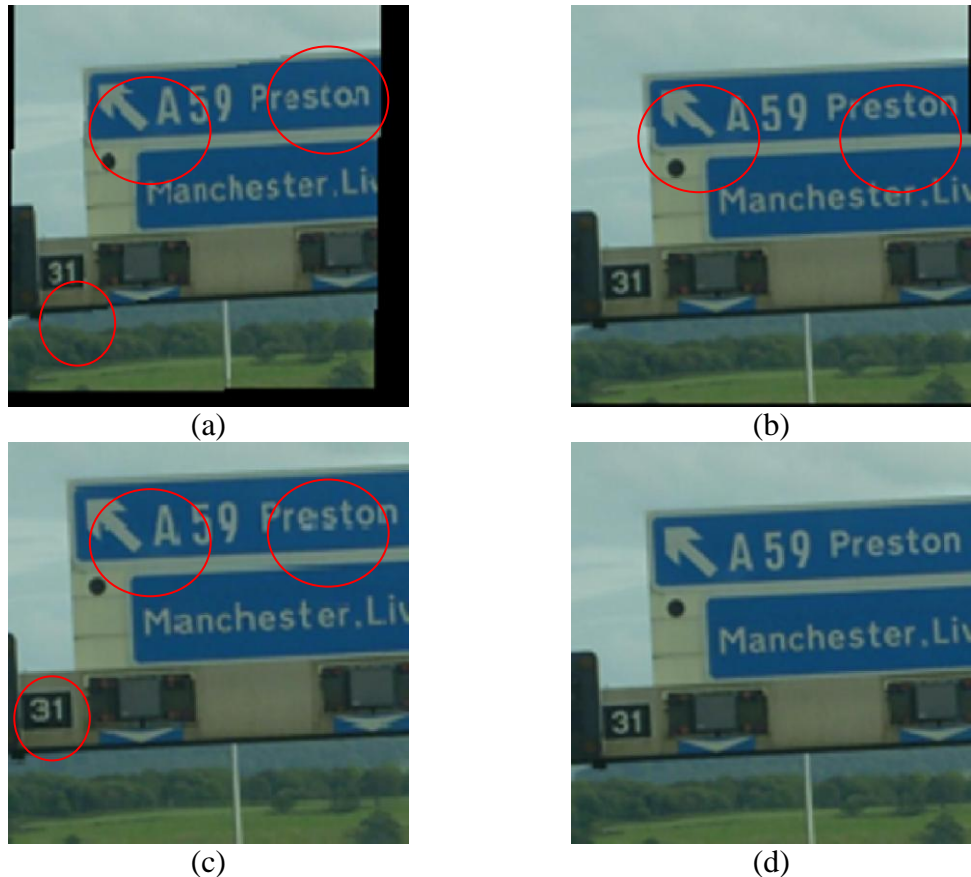 A59 Preston
Manchester, Liv
31
(a)
A59 Preston
Manchester, Liv
31
(b)
A59 Preston
Manchester, Liv
31
(c)
A59 Preston
Manchester, Liv
31
(d)